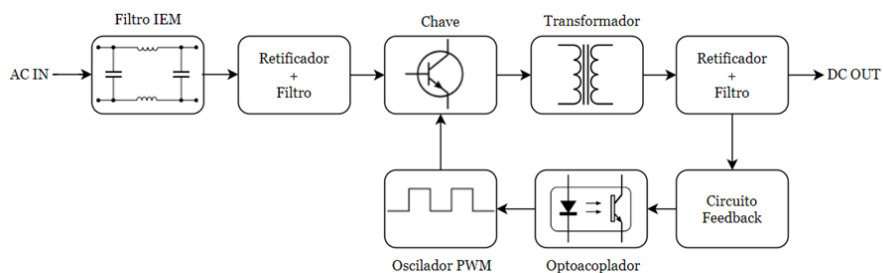 Filtro IEM
Chave
Transformador
AC IN
Retificador
+
Filtro
Retificador
+
Filtro
DC OUT
Circuito
Feedback
Oscilador PWM
Optoacoplador